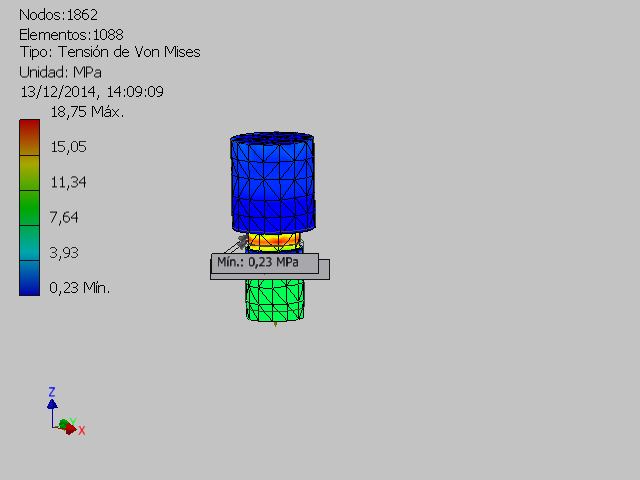 Nodos:1862
Elementos:1088
Tipo: Tensión de Von Mises
Unidad: MPa
13/12/2014, 14:09:09
18,75 Máx.
15,05
11,34
7,64
3,93
0,23 Mín.
Mín.: 0,23 MPa
Z
Y
X